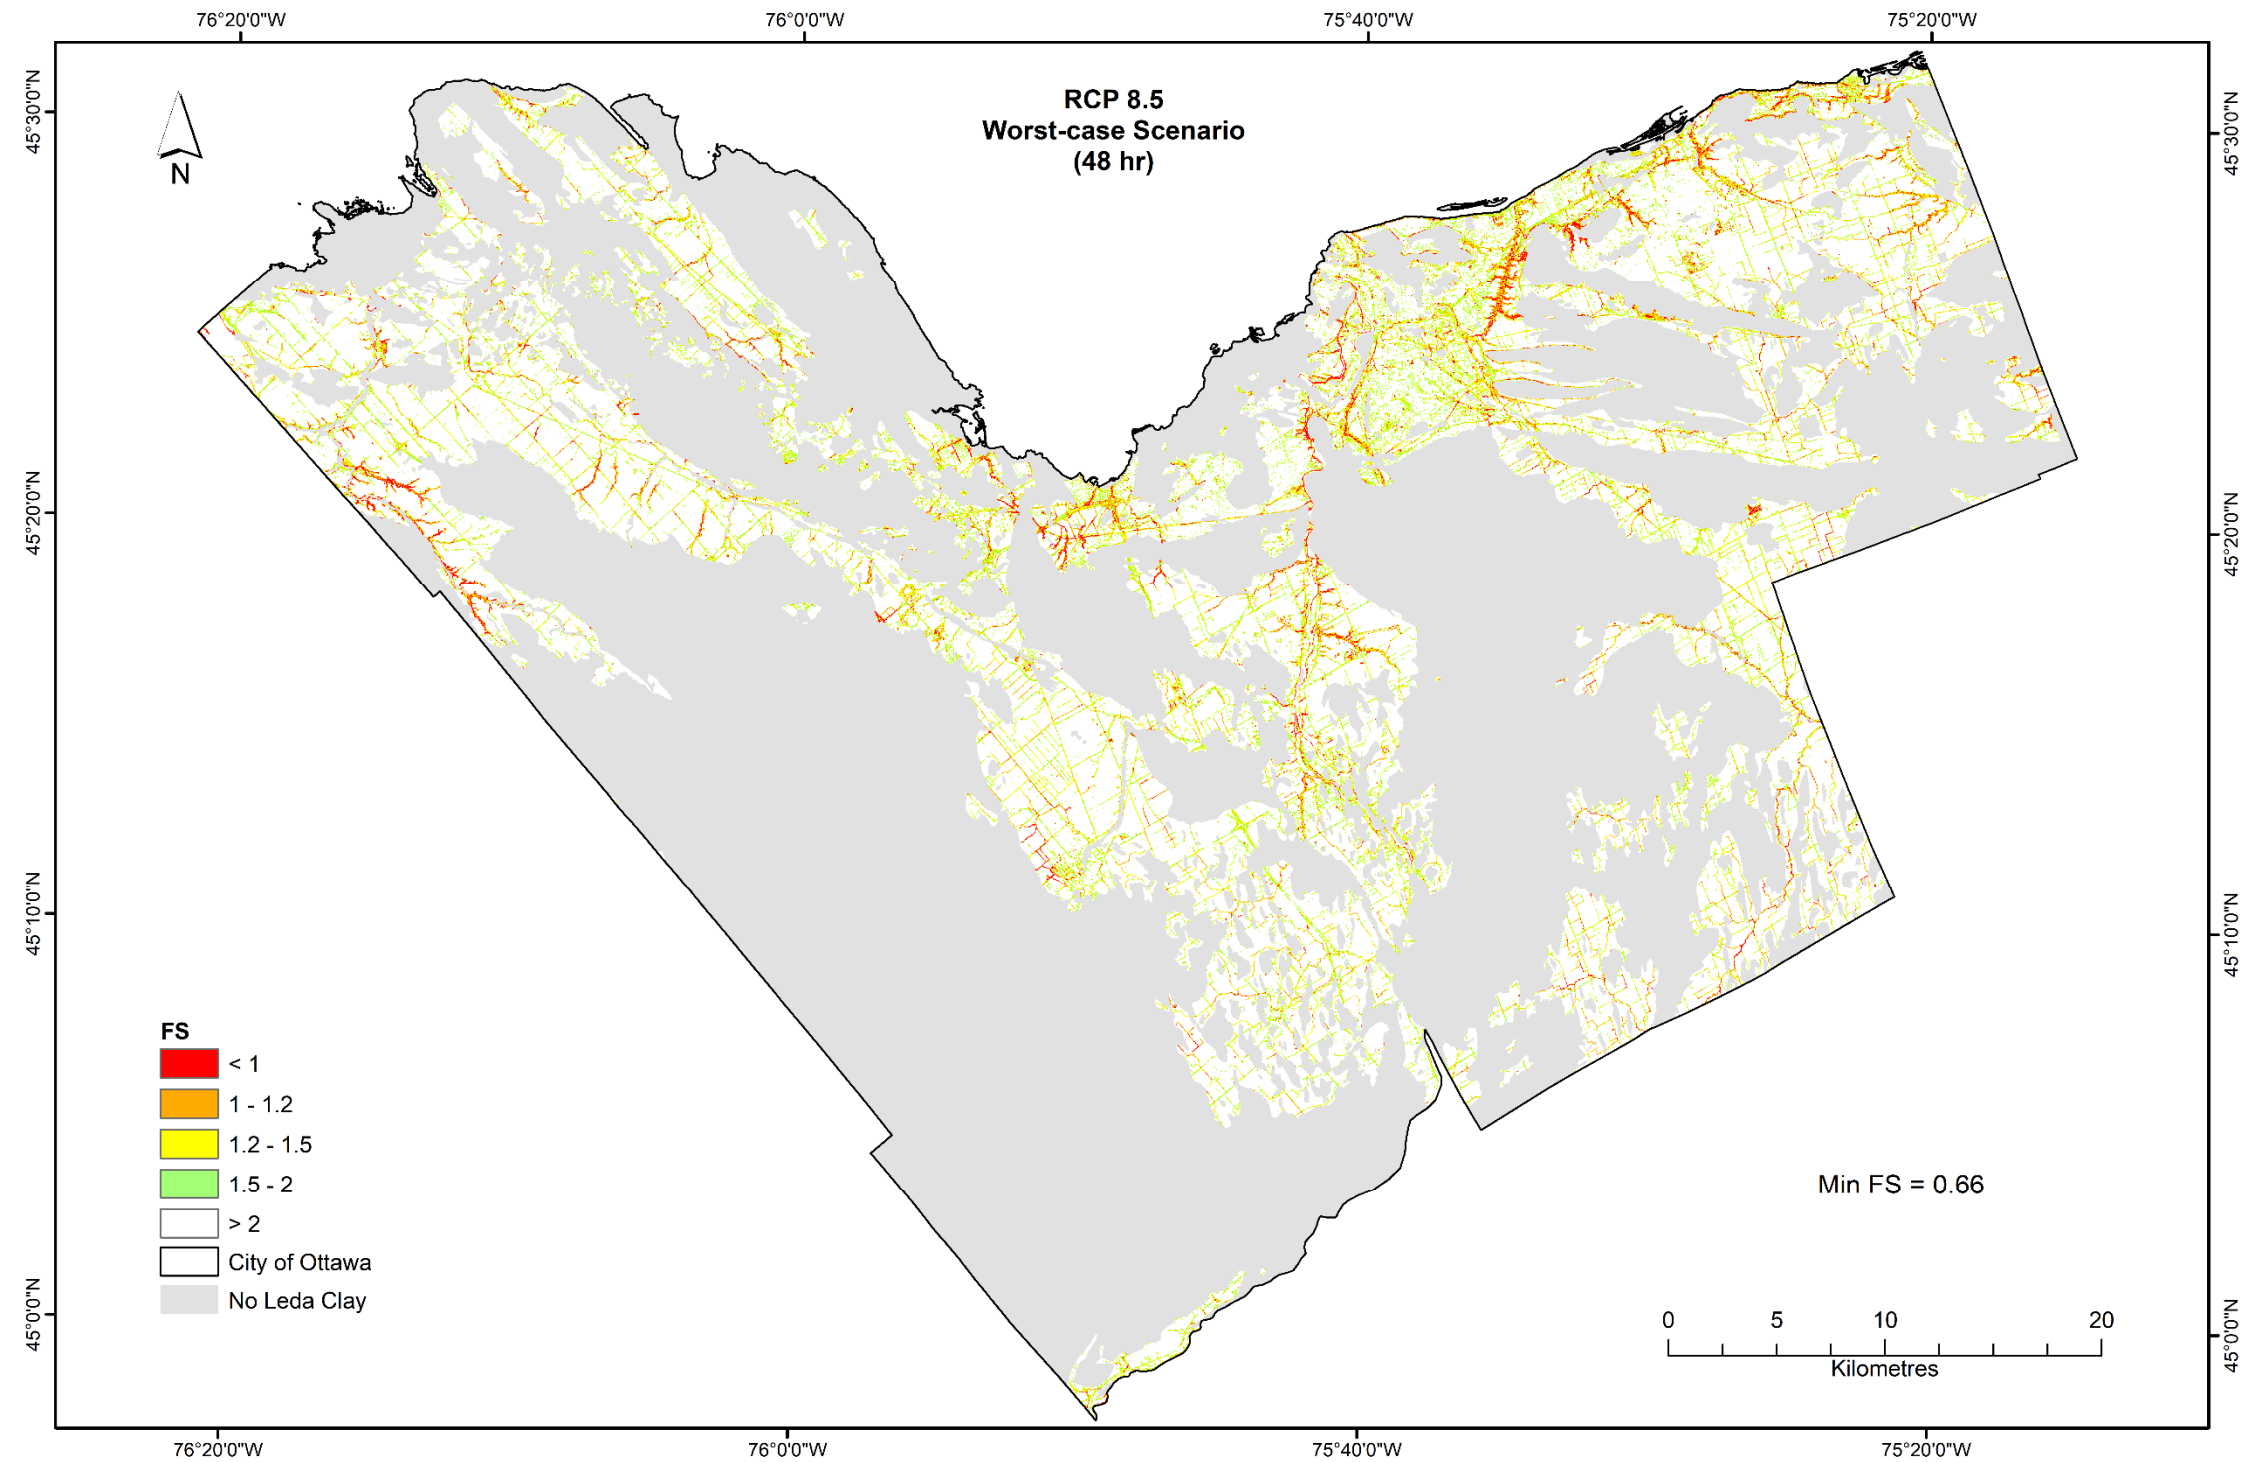 76°20'0"W
76°0'0"W
75°40'0"W
75°20'0"W
45°30'0"N
45°30'0"N
RCP 8.5
Worst-case Scenario
(48 hr)
N
45°20'0"N
45°20'0"N
45°10'0"N
45°10'0"N
FS
< 1
1 - 1.2
1.2 - 1.5
1.5 - 2
> 2
City of Ottawa
No Leda Clay
Min FS = 0.66
45°0'0"N
45°0'0"N
0 5 10 20
Kilometres
76°20'0"W
76°0'0"W
75°40'0"W
75°20'0"W